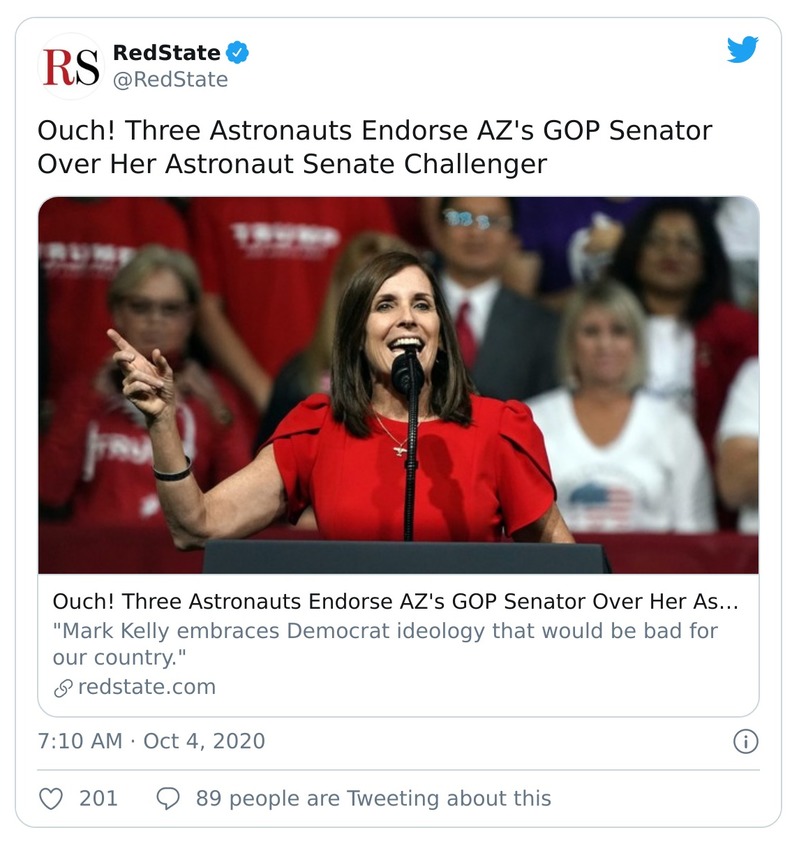 RS
RedState
@RedState
Ouch! Three Astronauts Endorse AZ's GOP Senator
Over Her Astronaut Senate Challenger
TRUMP
TRUMP
TRUMP
Ouch! Three Astronauts Endorse AZ's GOP Senator Over Her As...
"Mark Kelly embraces Democrat ideology that would be bad for
our country."
redstate.com
7:10 AM · Oct 4, 2020
201
89 people are Tweeting about this